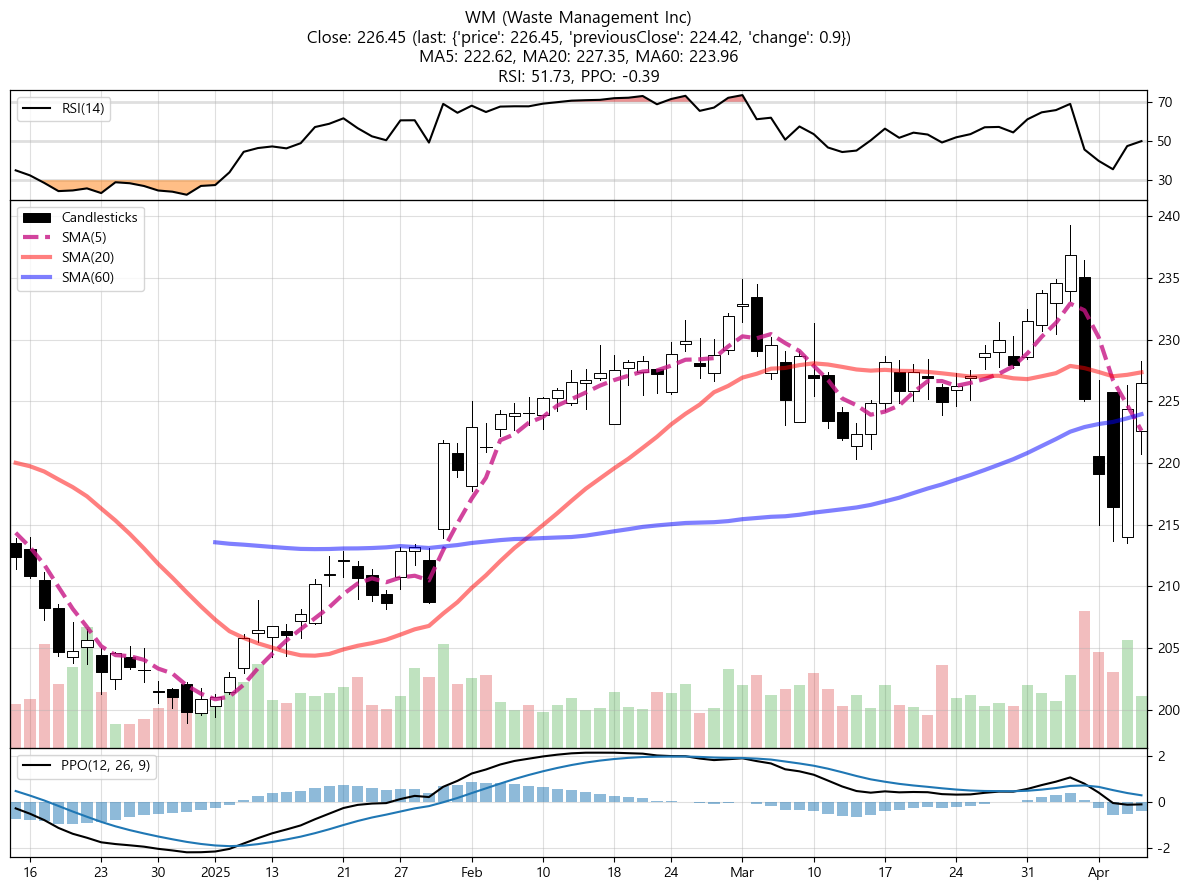 WM (Waste Management Inc)
Close: 226.45 (last: {'price': 226.45, 'previousClose': 224.42, 'change': 0.9})
MA5: 222.62, MA20: 227.35, MA60: 223.96
RSI: 51.73, PPO: -0.39
RSI(14)
70
50
30
Candlesticks
SMA(5)
SMA(20)
SMA(60)
240
235
230
225
220
215
210
205
200
PPO(12, 26, 9)
2
0
-2
16 23 30 2025 13 21 27 Feb 10 18 24 Mar 10 17 24 31 Apr